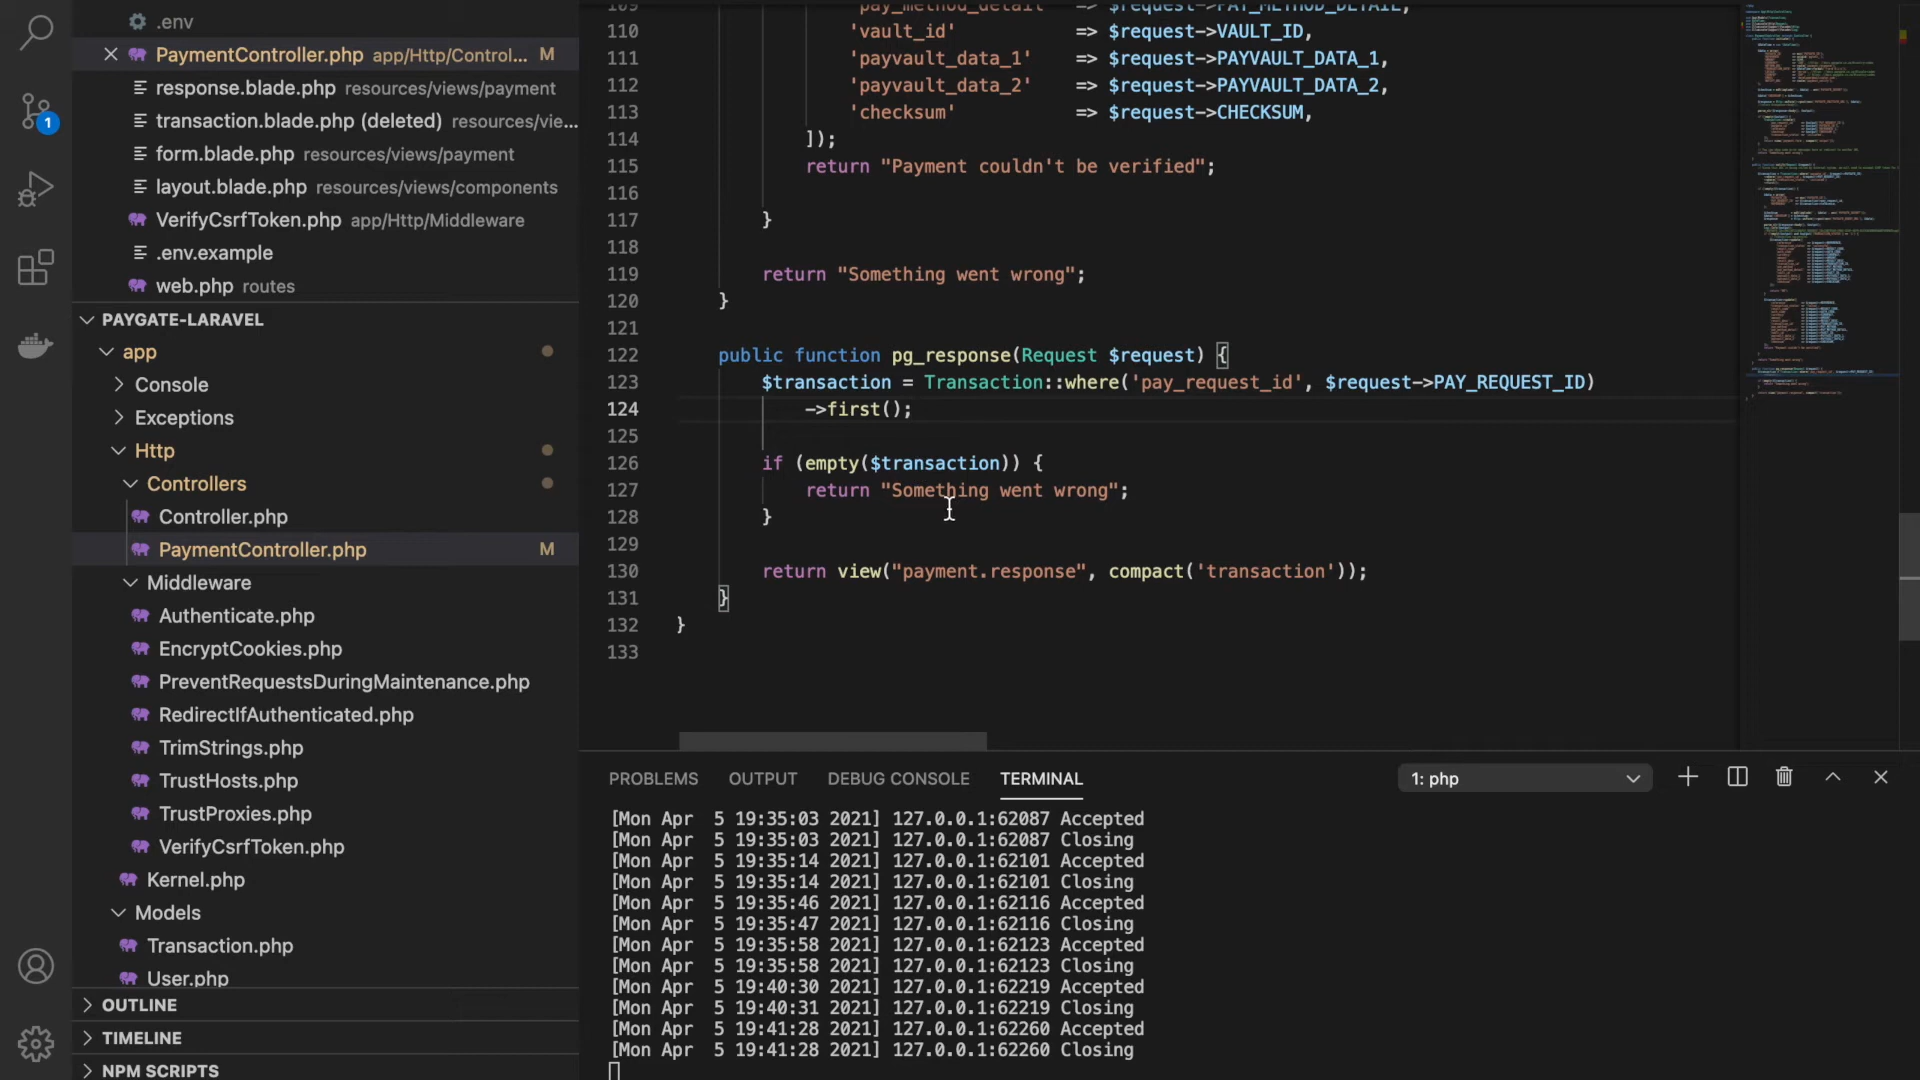 .env
PaymentController.php app/Http/Control... M
response.blade.php resources/views/payment
transaction.blade.php (deleted) resources/vie...
form.blade.php resources/views/payment
layout.blade.php resources/views/components
VerifyCsrfToken.php app/Http/Middleware
.env.example
web.php routes
1
PAYGATE-LARAVEL
app
Console
Exceptions
Http
Controllers
Controller.php
PaymentController.php M
Middleware
Authenticate.php
EncryptCookies.php
PreventRequestsDuringMaintenance.php
RedirectIfAuthenticated.php
TrimStrings.php
TrustHosts.php
TrustProxies.php
VerifyCsrfToken.php
Kernel.php
Models
Transaction.php
User.php
OUTLINE
TIMELINE
NPM SCRIPTS
109 'pay_method_detail' => $request->PAY_METHOD_DETAIL,
110 'vault_id' => $request->VAULT_ID,
111 'payvault_data_1' => $request->PAYVAULT_DATA_1,
112 'payvault_data_2' => $request->PAYVAULT_DATA_2,
113 'checksum' => $request->CHECKSUM,
114 ]);
115 return "Payment couldn't be verified";
116
117 }
118
119 return "Something went wrong";
120 }
121
122 public function pg_response(Request $request) {
123 $transaction = Transaction::where('pay_request_id', $request->PAY_REQUEST_ID)
124 ->first();
125
126 if (empty($transaction)) {
127 return "Something went wrong";
128 }
129
130 return view("payment.response", compact('transaction'));
131 }
132 }
133
PROBLEMS OUTPUT DEBUG CONSOLE TERMINAL 1: php
[Mon Apr 5 19:35:03 2021] 127.0.0.1:62087 Accepted
[Mon Apr 5 19:35:03 2021] 127.0.0.1:62087 Closing
[Mon Apr 5 19:35:14 2021] 127.0.0.1:62101 Accepted
[Mon Apr 5 19:35:14 2021] 127.0.0.1:62101 Closing
[Mon Apr 5 19:35:46 2021] 127.0.0.1:62116 Accepted
[Mon Apr 5 19:35:47 2021] 127.0.0.1:62116 Closing
[Mon Apr 5 19:35:58 2021] 127.0.0.1:62123 Accepted
[Mon Apr 5 19:35:58 2021] 127.0.0.1:62123 Closing
[Mon Apr 5 19:40:30 2021] 127.0.0.1:62219 Accepted
[Mon Apr 5 19:40:31 2021] 127.0.0.1:62219 Closing
[Mon Apr 5 19:41:28 2021] 127.0.0.1:62260 Accepted
[Mon Apr 5 19:41:28 2021] 127.0.0.1:62260 Closing